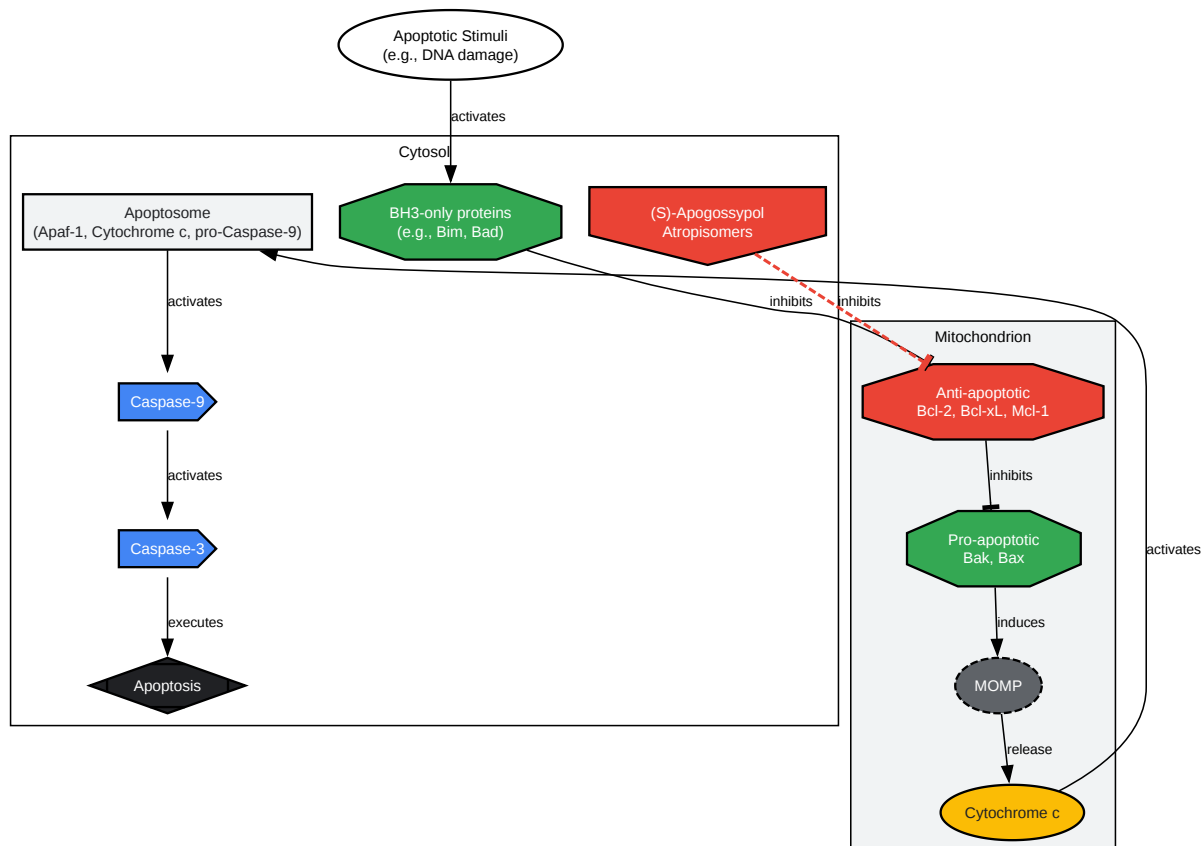 Apoptotic Stimuli
(e.g., DNA damage)
activates
Cytosol
Apoptosome
(Apaf-1, Cytochrome c, pro-Caspase-9)
BH3-only proteins
(e.g., Bim, Bad)
(S)-Apogossypol
Atropisomers
activates
inhibits
inhibits
Mitochondrion
Caspase-9
Anti-apoptotic
Bcl-2, Bcl-xL, Mcl-1
activates
inhibits
Caspase-3
Pro-apoptotic
Bak, Bax
activates
executes
induces
Apoptosis
MOMP
release
Cytochrome c